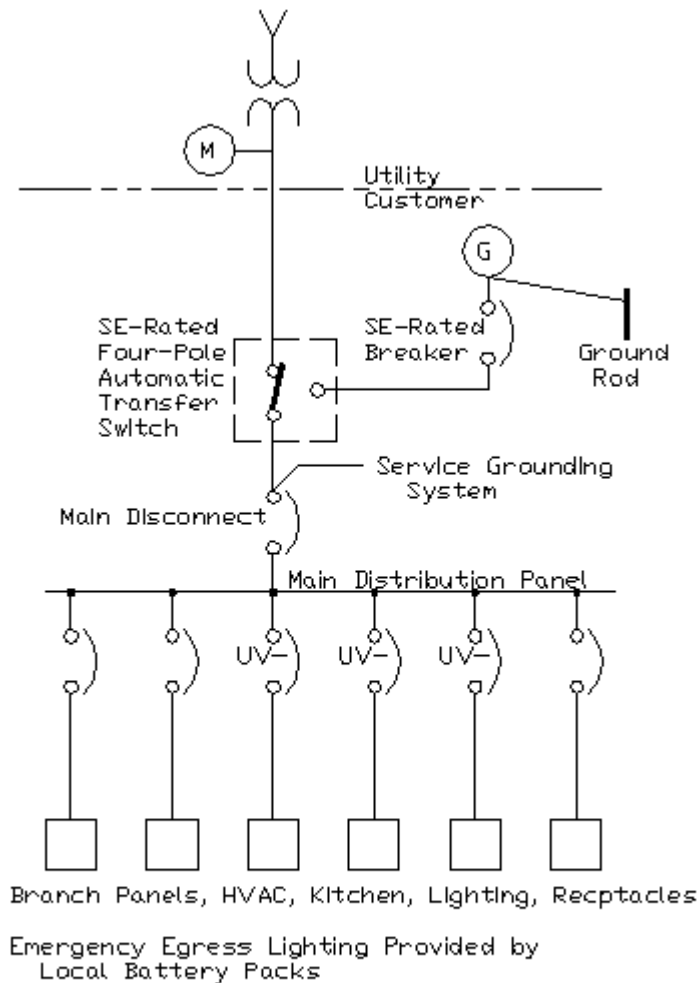 M
Utility
Customer
G
SE-Rated
Four-Pole
Automatic
Transfer
Switch
SE-Rated
Breaker
Ground
Rod
Service Grounding
System
Main Disconnect
Main Distribution Panel
UV-
UV-
UV-
Branch Panels, HVAC, Kitchen, Lighting, Recptacles
Emergency Egress Lighting Provided by
Local Battery Packs